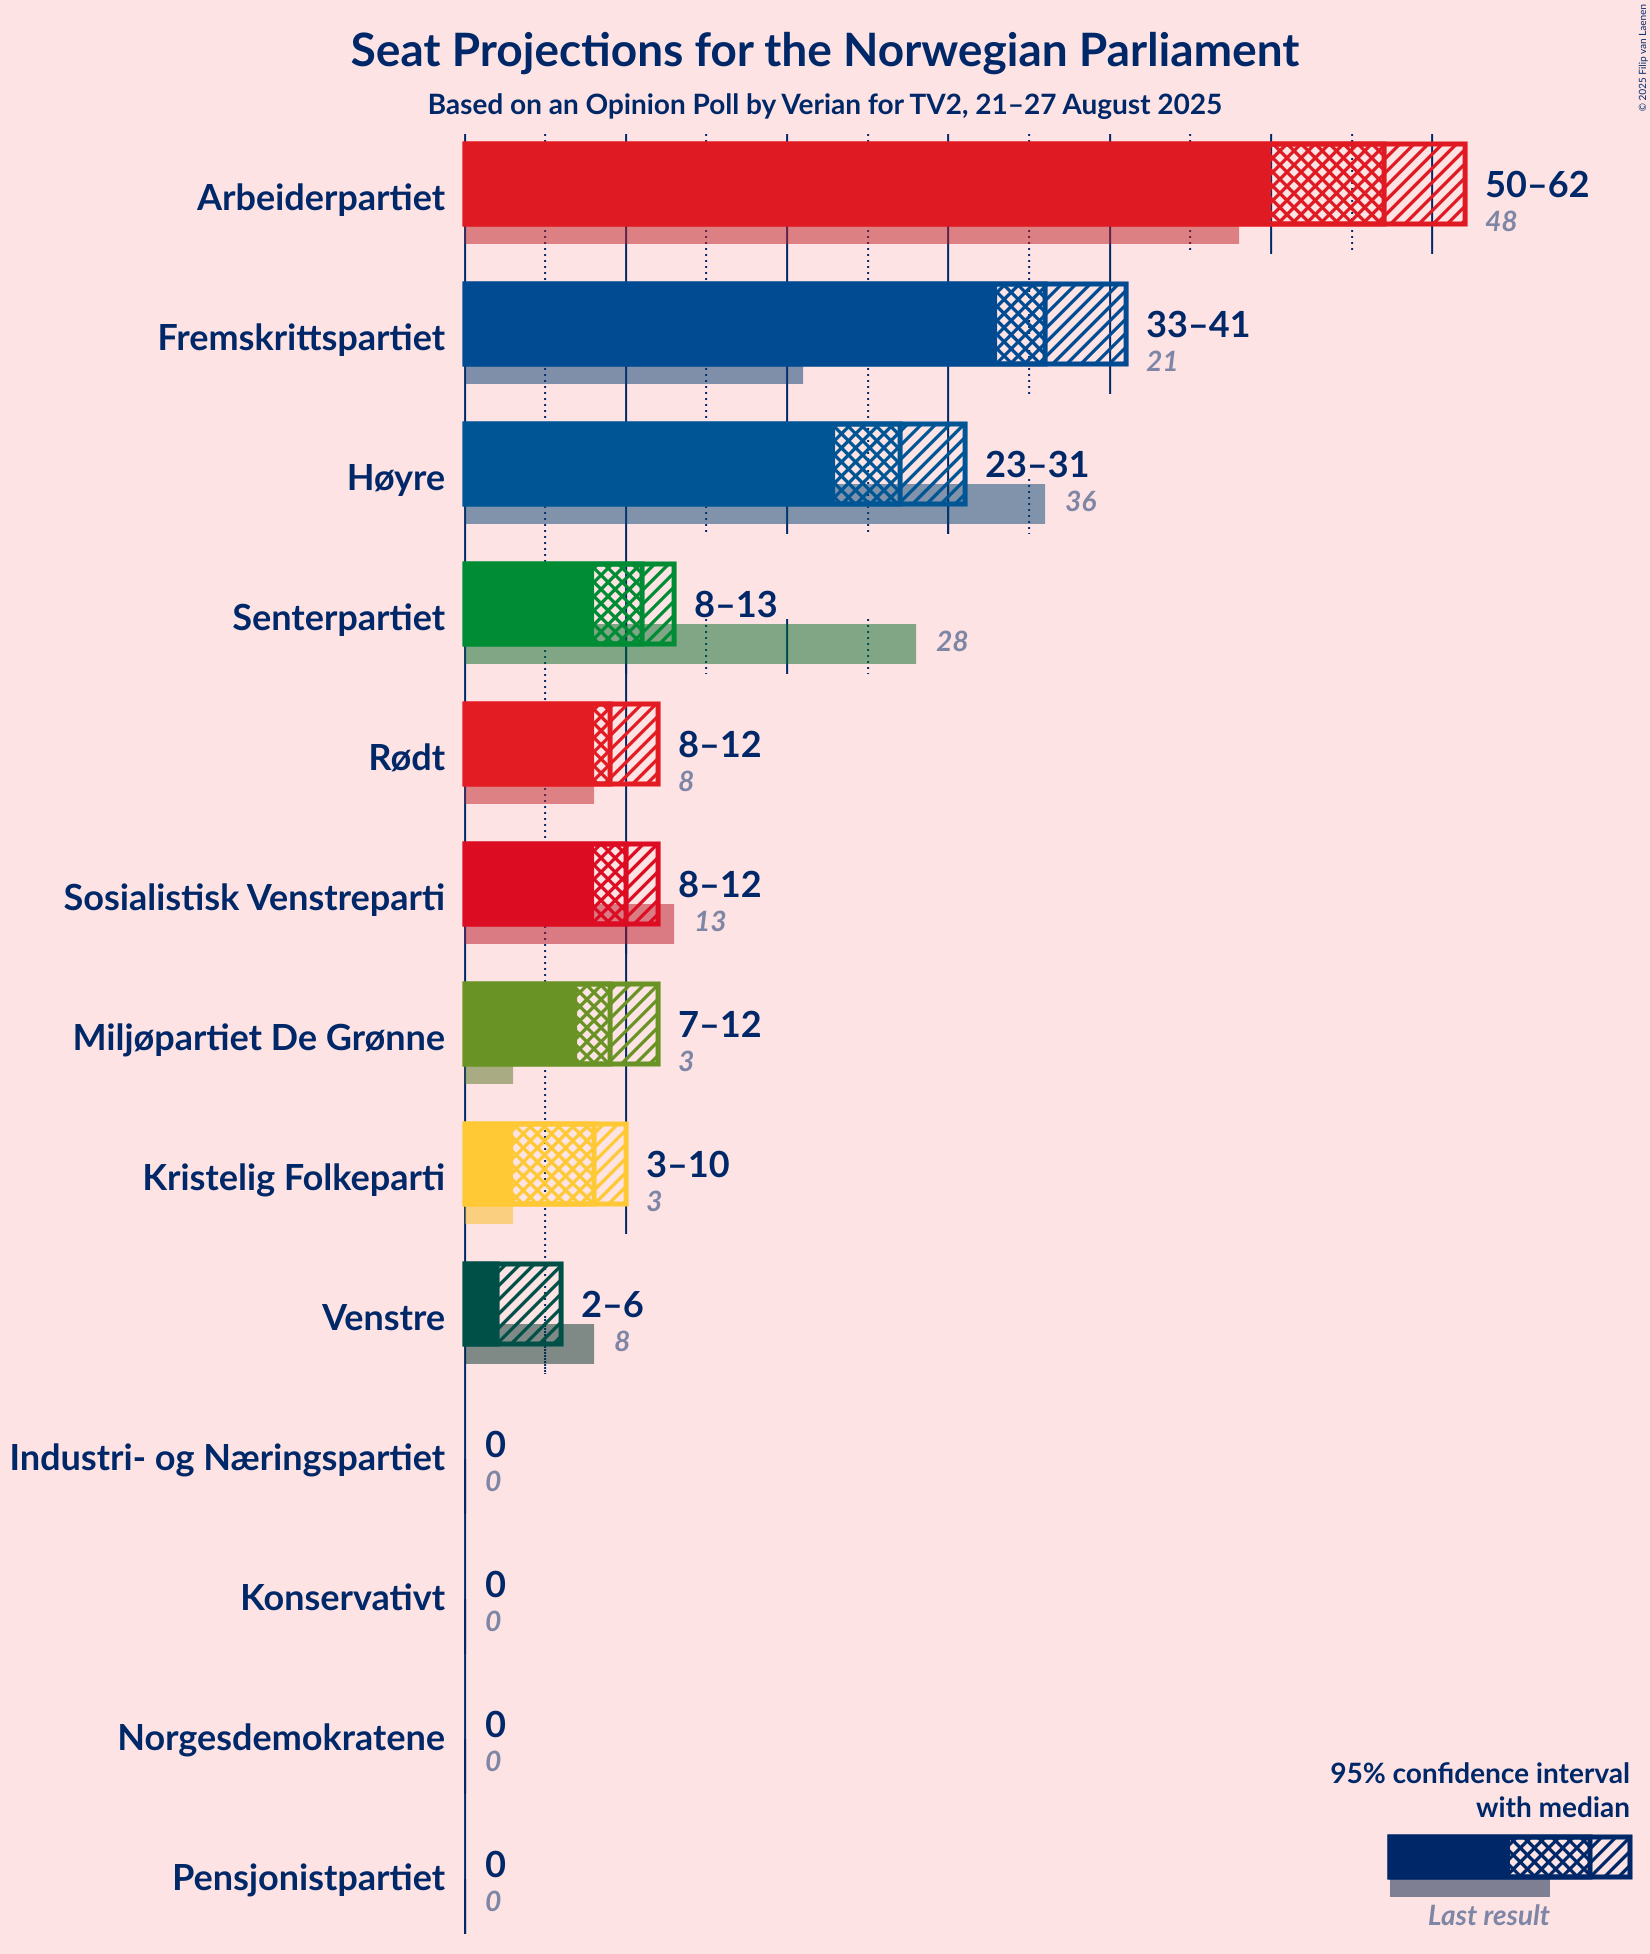 Seat Projections for the Norwegian Parliament
Based on an Opinion Poll by Verian for TV2, 21–27 August 2025
© 2025 Filip van Laenen
Arbeiderpartiet
50–62
48
Fremskrittspartiet
33–41
21
Høyre
23–31
36
Senterpartiet
8–13
28
Rødt
8–12
8
Sosialistisk Venstreparti
8–12
13
Miljøpartiet De Grønne
7–12
3
Kristelig Folkeparti
3–10
3
Venstre
2–6
8
Industri- og Næringspartiet
0
0
Konservativt
0
0
Norgesdemokratene
0
0
Pensjonistpartiet
0
0
95% confidence interval
with median
Last result